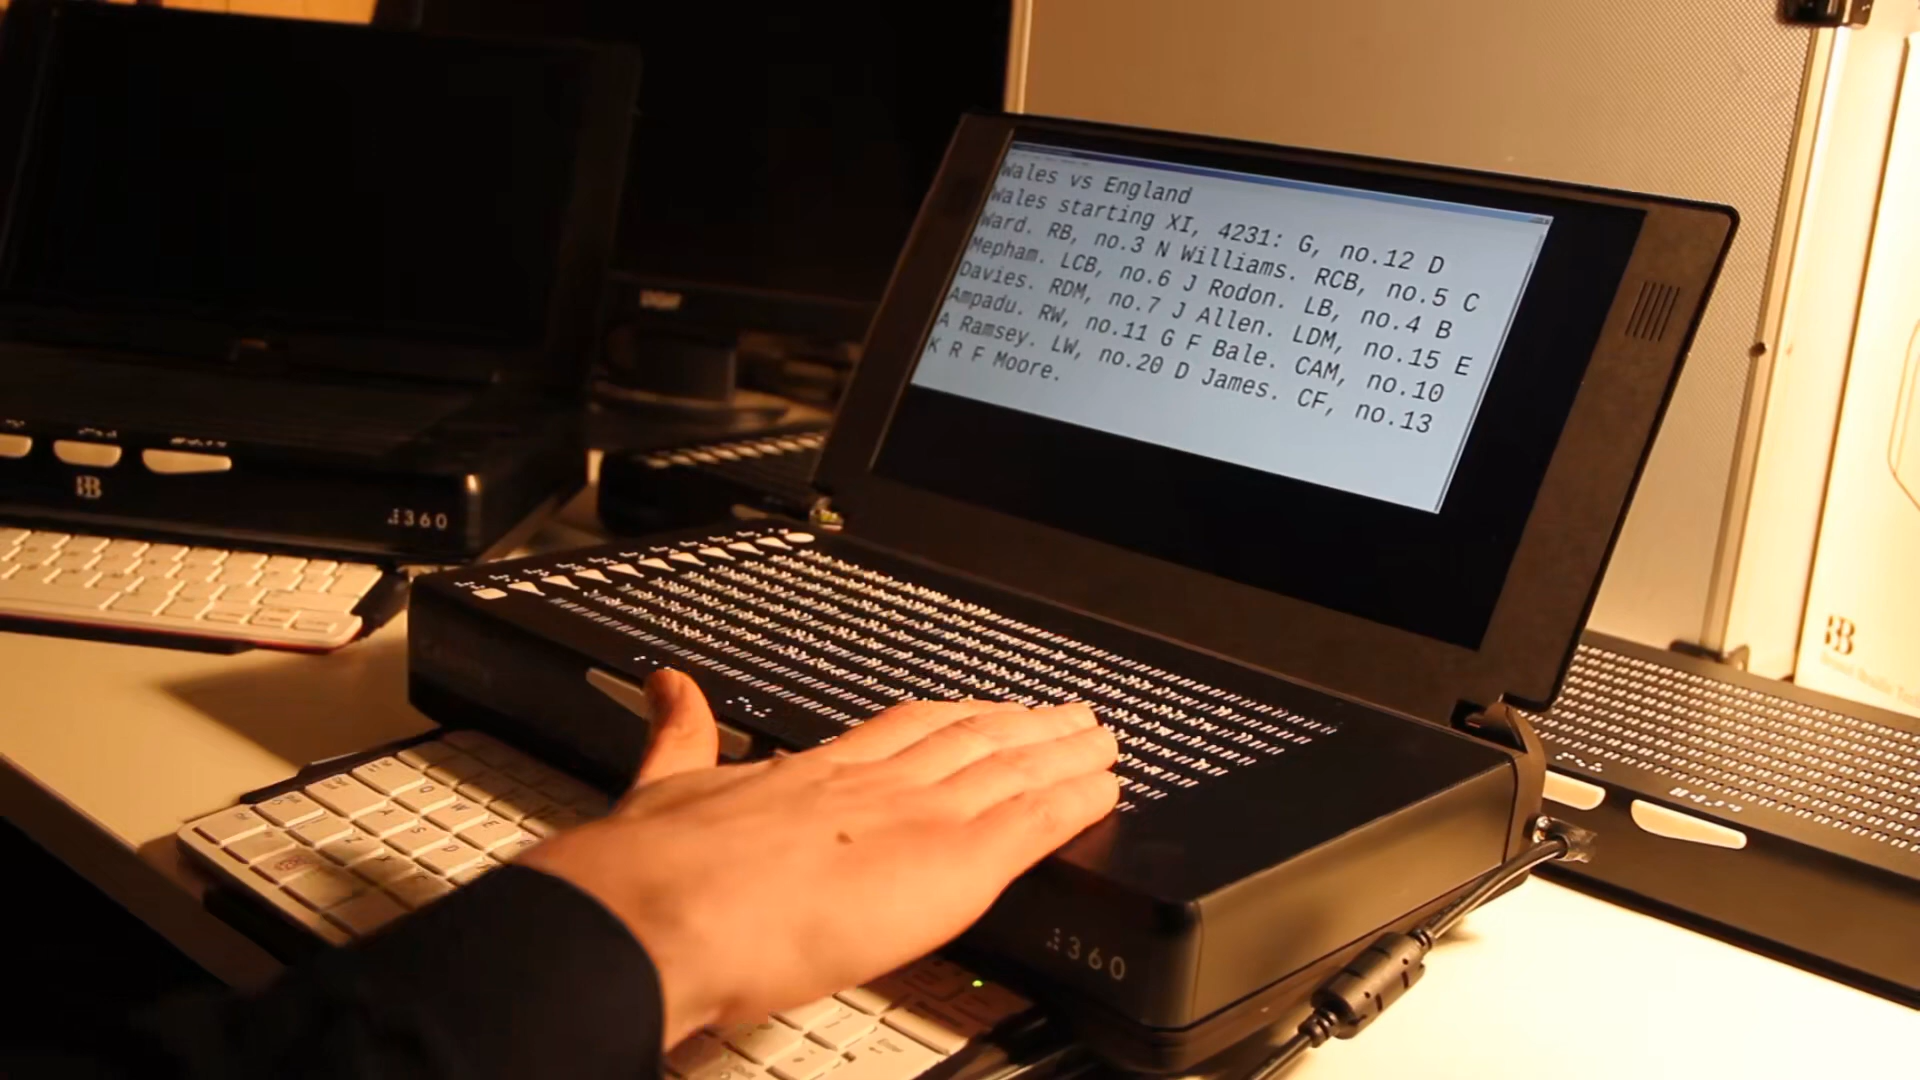 Wales vs England
Wales starting XI, 4231: G, no.12 D
Ward. RB, no.3 N Williams. RCB, no.5 C
Mepham. LCB, no.6 J Rodon. LB, no.4 B
Davies. RDM, no.7 J Allen. LDM, no.15 E
Ampadu. RW, no.11 G F Bale. CAM, no.10
A Ramsey. LW, no.20 D James. CF, no.13
K R F Moore.
360
360
Q W E
A S D
Z X